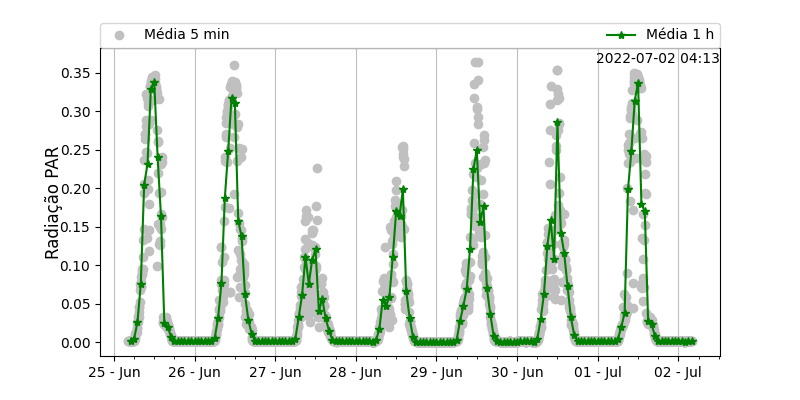 Média 5 min
Média 1 h
2022-07-02 04:13
Radiação PAR
0.35
0.30
0.25
0.20
0.15
0.10
0.05
0.00
25 - Jun
26 - Jun
27 - Jun
28 - Jun
29 - Jun
30 - Jun
01 - Jul
02 - Jul